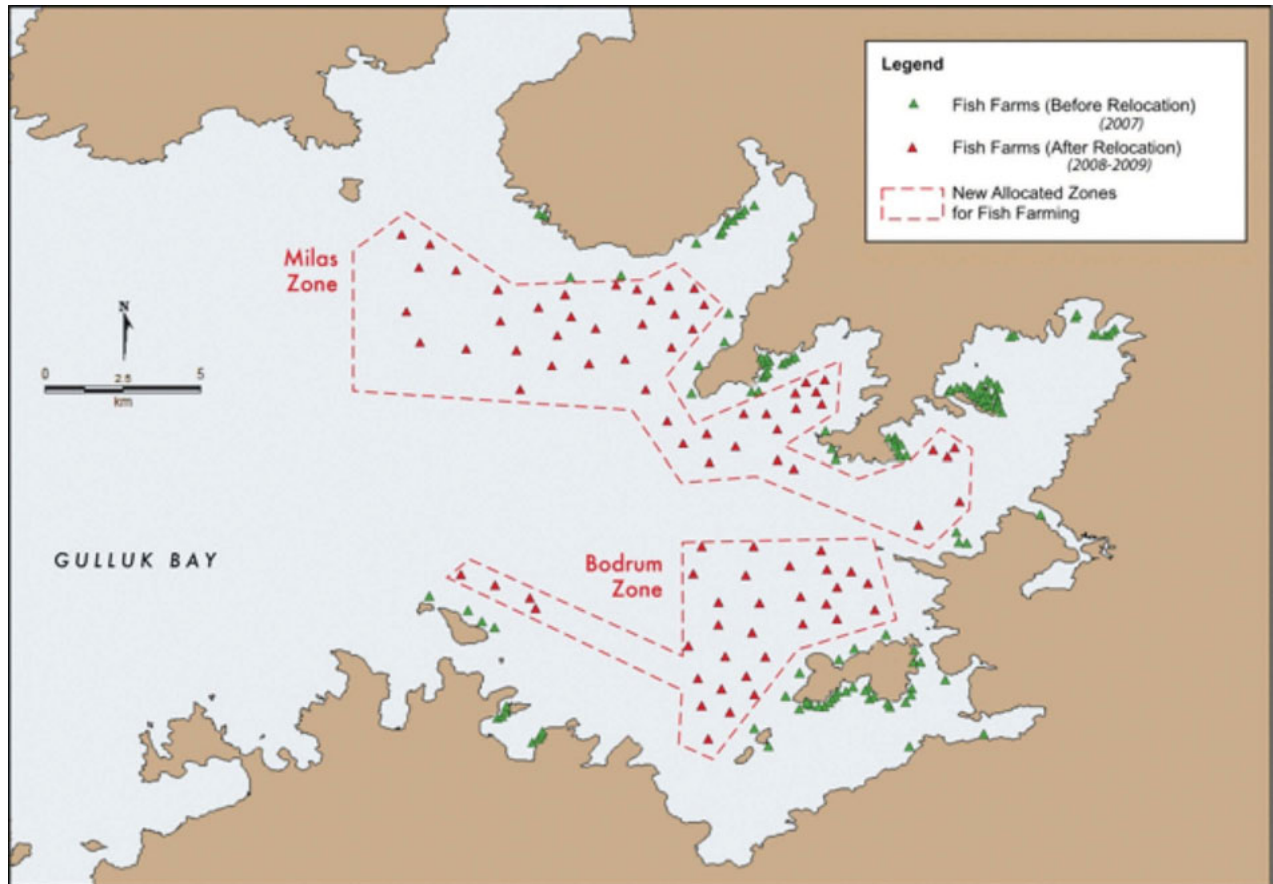 Legend
Fish Farms (Before Relocation)
(2007)
Fish Farms (After Relocation)
(2008-2009)
New Allocated Zones
for Fish Farming
Milas
Zone
N
0 2.5 5
km
GULLUK BAY
Bodrum
Zone